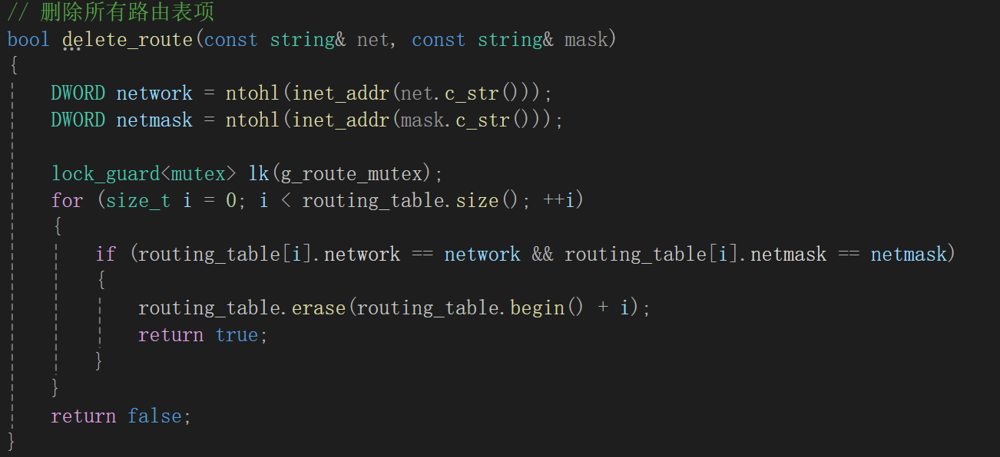 // 删除所有路由表项
bool delete_route(const string& net, const string& mask)
{
DWORD network = ntohl(inet_addr(net.c_str()));
DWORD netmask = ntohl(inet_addr(mask.c_str()));
lock_guard<mutex> lk(g_route_mutex);
for (size_t i = 0; i < routing_table.size(); ++i)
{
if (routing_table[i].network == network && routing_table[i].netmask == netmask)
{
routing_table.erase(routing_table.begin() + i);
return true;
}
}
return false;
}